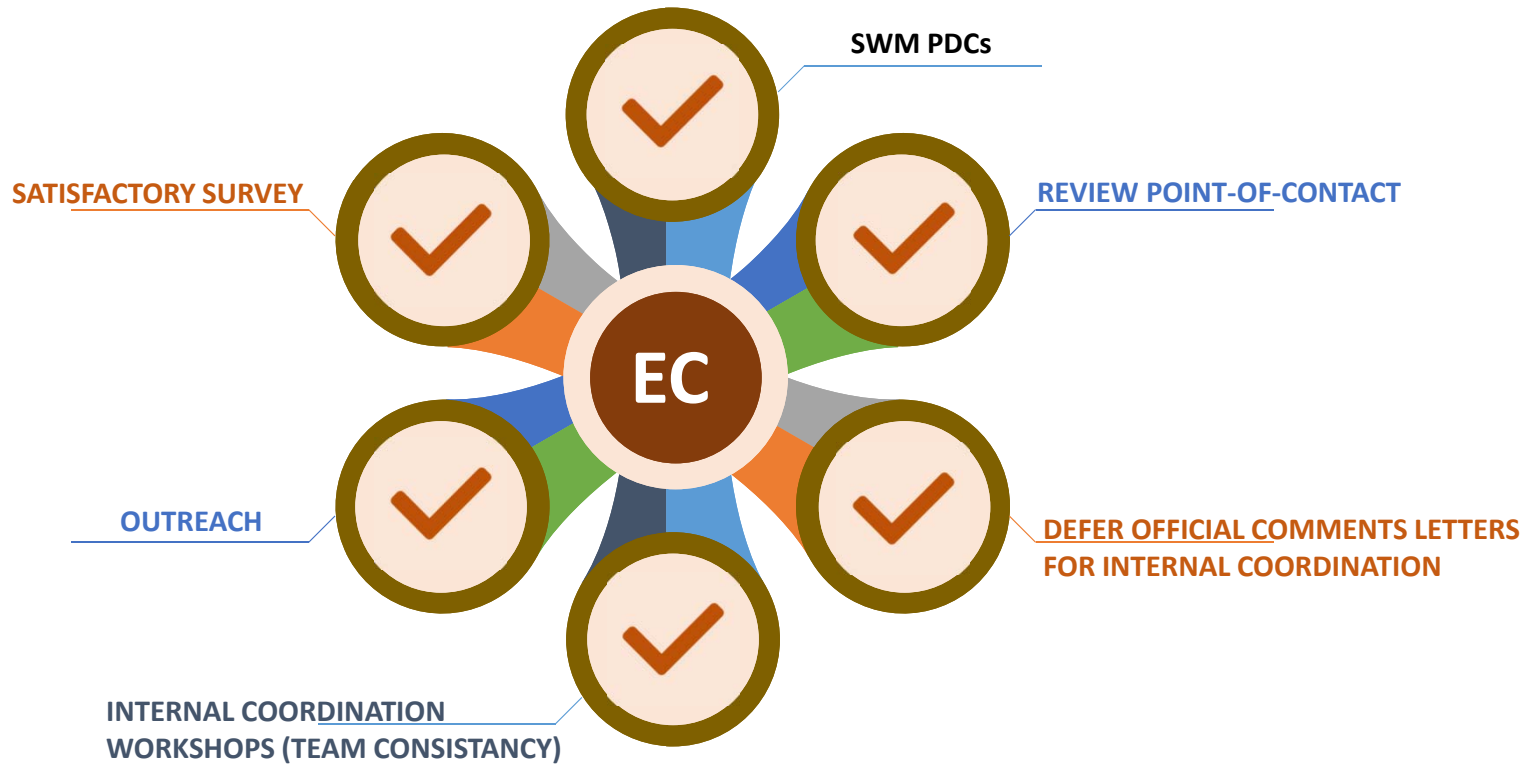 SWM PDCs
SATISFACTORY SURVEY
REVIEW POINT-OF-CONTACT
EC
OUTREACH
DEFER OFFICIAL COMMENTS LETTERS
FOR INTERNAL COORDINATION
INTERNAL COORDINATION
WORKSHOPS (TEAM CONSISTANCY)